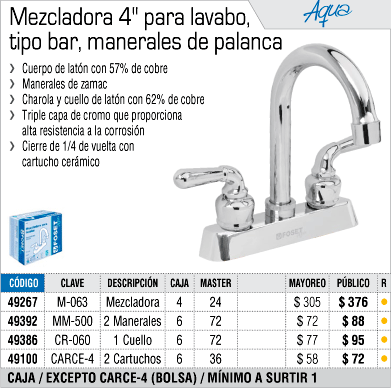 Mezcladora 4" para lavabo,
tipo bar, manerales de palanca
Aqua
❯ Cuerpo de latón con 57% de cobre
❯ Manerales de zamac
❯ Charola y cuello de latón con 62% de cobre
❯ Triple capa de cromo que proporciona
alta resistencia a la corrosión
❯ Cierre de 1/4 de vuelta con
cartucho cerámico
FOSET
FOSET
CÓDIGO CLAVE DESCRIPCIÓN CAJA MASTER MAYOREO PÚBLICO R
49267 M-063 Mezcladora 4 24 $ 305 $ 376
49392 MM-500 2 Manerales 6 72 $ 72 $ 88
49386 CR-060 1 Cuello 6 72 $ 77 $ 95
49100 CARCE-4 2 Cartuchos 6 36 $ 58 $ 72
CAJA / EXCEPTO CARCE-4 (BOLSA) / MÍNIMO A SURTIR 1